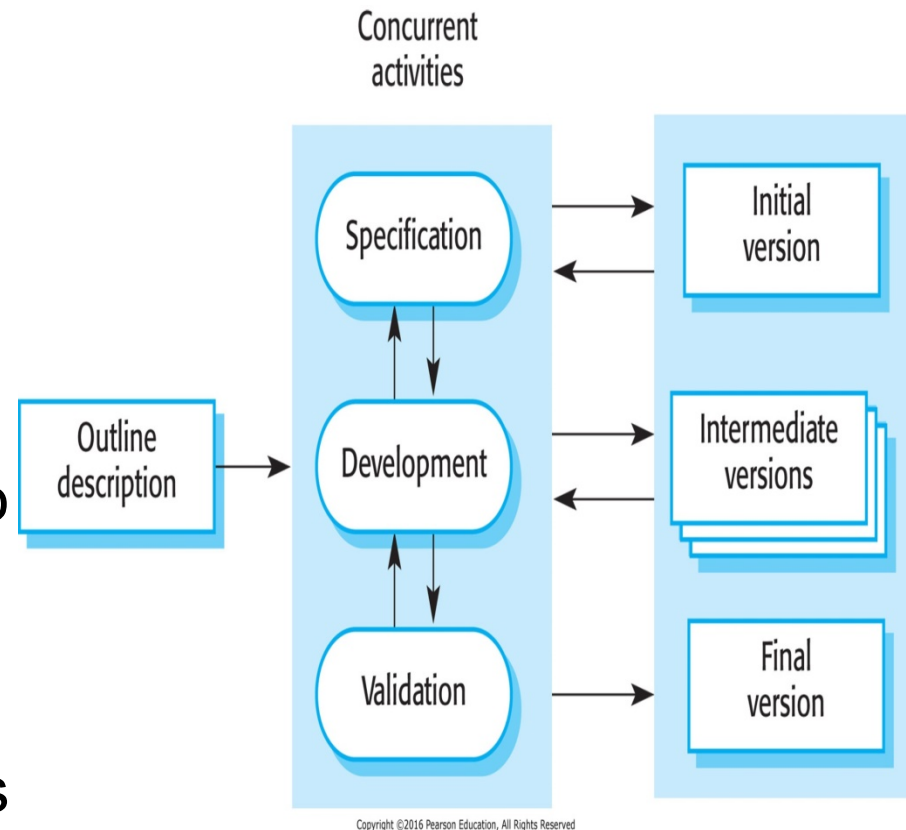 Concurrent
activities
Specification
Initial
version
Outline
description
Development
Intermediate
versions
Validation
Final
version
s
Copyright ©2016 Pearson Education, All Rights Reserved